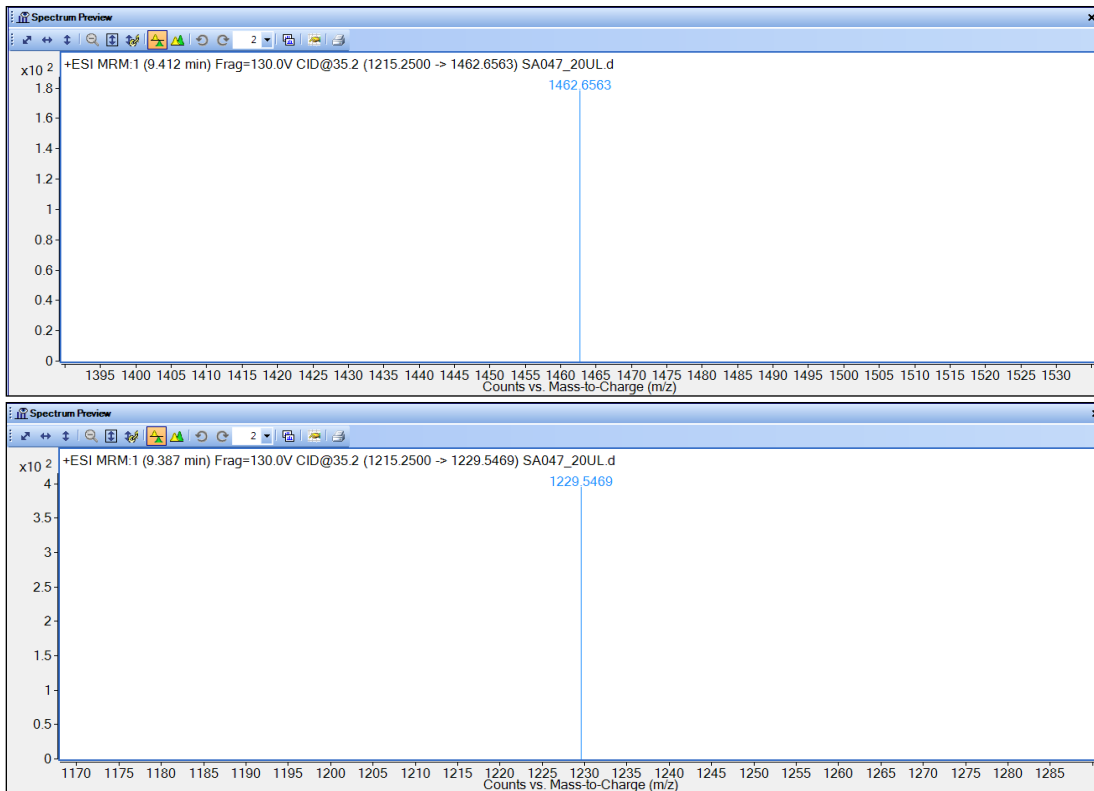 Spectrum Preview
2
+ESI MRM:1 (9.412 min) Frag=130.0V CID@35.2 (1215.2500 -> 1462.6563) SA047_20UL.d
x10 2
1462.6563
1.8
1.6
1.4
1.2
1
0.8
0.6
0.4
0.2
0
1395 1400 1405 1410 1415 1420 1425 1430 1435 1440 1445 1450 1455 1460 1465 1470 1475 1480 1485 1490 1495 1500 1505 1510 1515 1520 1525 1530
Counts vs. Mass-to-Charge (m/z)
Spectrum Preview
2
+ESI MRM:1 (9.387 min) Frag=130.0V CID@35.2 (1215.2500 -> 1229.5469) SA047_20UL.d
x10 2
1229.5469
4
3.5
3
2.5
2
1.5
1
0.5
0
1170 1175 1180 1185 1190 1195 1200 1205 1210 1215 1220 1225 1230 1235 1240 1245 1250 1255 1260 1265 1270 1275 1280 1285
Counts vs. Mass-to-Charge (m/z)